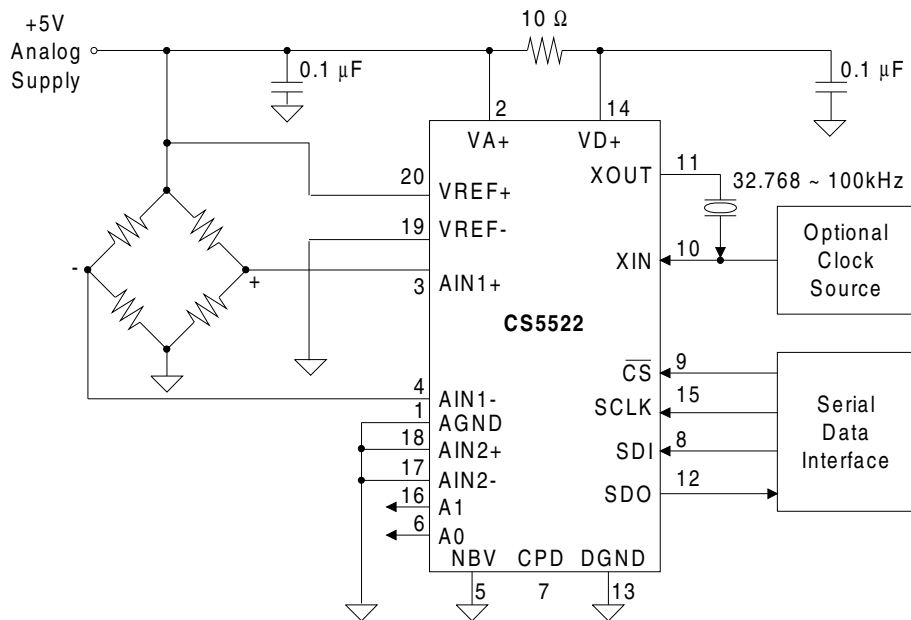 +5V
Analog
Supply
10 Ω
0.1 µF
0.1 µF
2
14
VA+
VD+
20
VREF+
19
VREF-
3
AIN1+
-
+
CS5522
XOUT
11
32.768 ~ 100kHz
XIN
10
Optional
Clock
Source
4
AIN1-
1
AGND
18
AIN2+
17
AIN2-
16
A1
6
A0
CS
9
SCLK
15
SDI
8
SDO
12
Serial
Data
Interface
NBV
CPD
DGND
5
7
13